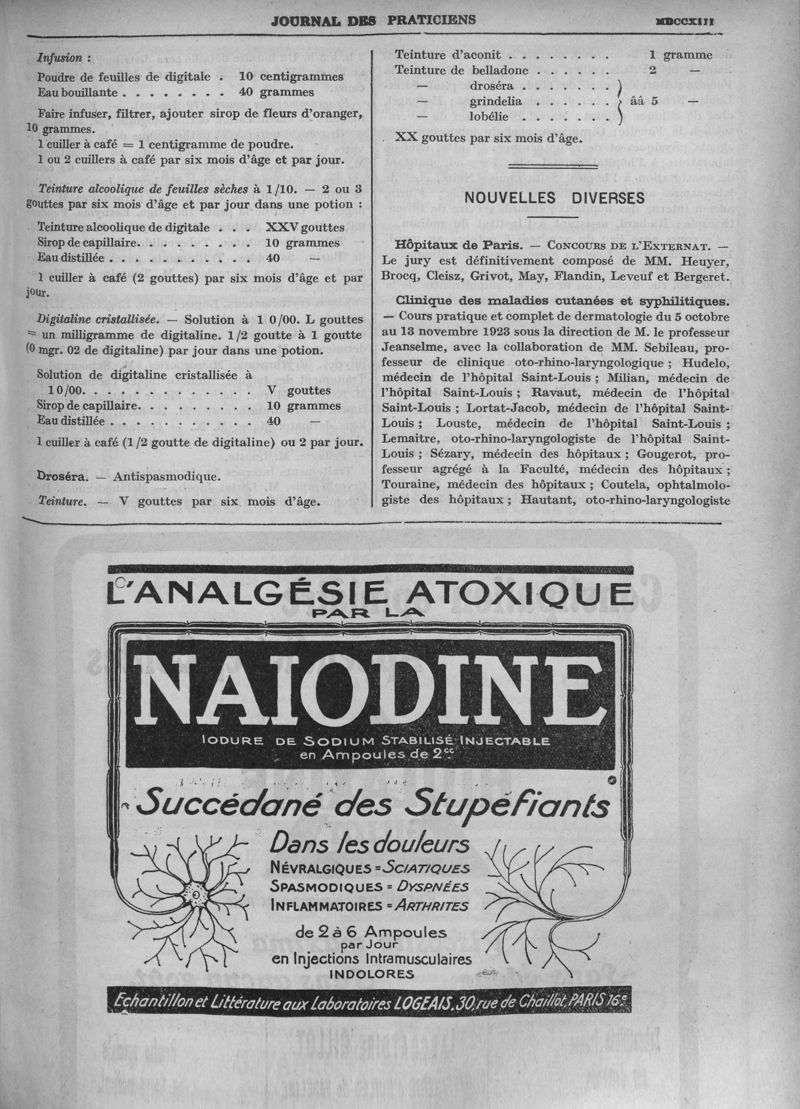 JOURNAL DES PRATICIENS MDCCXIII
Infusion :
Poudre de feuilles de digitale . 10 centigrammes
Eau bouillante . . . . . . . . 40 grammes
Faire infuser, filtrer, ajouter sirop de fleurs d'oranger,
10 grammes.
1 cuiller à café = 1 centigramme de poudre.
1 ou 2 cuillers à café par six mois d'âge et par jour.
Teinture alcoolique de feuilles sèches à 1/10. — 2 ou 3
gouttes par six mois d'âge et par jour dans une potion :
Teinture alcoolique de digitale . . . XXV gouttes
Sirop de capillaire. . . . . . . . . 10 grammes
Eau distillée . . . . . . . . . . . 40 —
1 cuiller à café (2 gouttes) par six mois d'âge et par
jour.
Digitaline cristallisée. — Solution à 1 0/00. L gouttes
= un milligramme de digitaline. 1/2 goutte à 1 goutte
(0 mgr. 02 de digitaline) par jour dans une potion.
Solution de digitaline cristallisée à
1 0/00. . . . . . . . . . . . . . V gouttes
Sirop de capillaire. . . . . . . . . 10 grammes
Eau distillée . . . . . . . . . . . 40 —
1 cuiller à café (1/2 goutte de digitaline) ou 2 par jour.
Droséra. — Antispasmodique.
Teinture. — V gouttes par six mois d'âge.
Teinture d'aconit . . . . . . . . 1 gramme
Teinture de belladone . . . . . . 2 —
— droséra . . . . . . . )
— grindelia . . . . . . } ââ 5 —
— lobélie . . . . . . . )
XX gouttes par six mois d'âge.
NOUVELLES DIVERSES
Hôpitaux de Paris. — CONCOURS DE L'EXTERNAT. —
Le jury est définitivement composé de MM. Heuyer,
Brocq, Cleisz, Grivot, May, Flandin, Leveuf et Bergeret.
Clinique des maladies cutanées et syphilitiques.
— Cours pratique et complet de dermatologie du 5 octobre
au 13 novembre 1923 sous la direction de M. le professeur
Jeanselme, avec la collaboration de MM. Sebileau, pro-
fesseur de clinique oto-rhino-laryngologique ; Hudelo,
médecin de l'hôpital Saint-Louis ; Milian, médecin de
l'hôpital Saint-Louis ; Ravaut, médecin de l'hôpital
Saint-Louis ; Lortat-Jacob, médecin de l'hôpital Saint-
Louis ; Louste, médecin de l'hôpital Saint-Louis ;
Lemaitre, oto-rhino-laryngologiste de l'hôpital Saint-
Louis ; Sézary, médecin des hôpitaux ; Gougerot, pro-
fesseur agrégé à la Faculté, médecin des hôpitaux ;
Touraine, médecin des hôpitaux ; Coutela, ophtalmolo-
giste des hôpitaux ; Hautant, oto-rhino-laryngologiste
L'ANALGÉSIE ATOXIQUE
PAR LA
NAIODINE
IODURE DE SODIUM STABILISÉ INJECTABLE
en Ampoules de 2cc
Succédané des Stupéfiants
Dans les douleurs
NÉVRALGIQUES = SCIATIQUES
SPASMODIQUES = DYSPNÉES
INFLAMMATOIRES = ARTHRITES
de 2 à 6 Ampoules
par Jour
en Injections Intramusculaires
INDOLORES
Echantillon et Littérature aux Laboratoires LOGEAIS, 30, rue de Chaillot, PARIS 16e